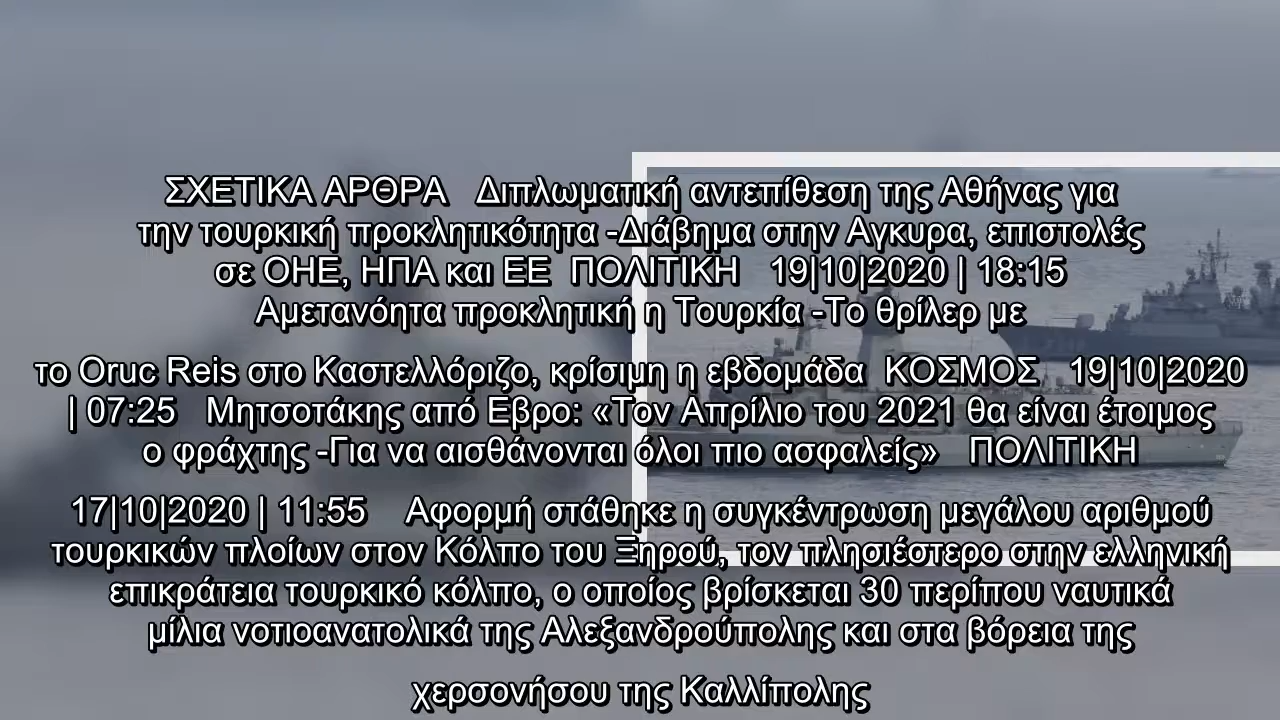 ΣΧΕΤΙΚΑ ΑΡΘΡΑ Διπλωματική αντεπίθεση της Αθήνας για
την τουρκική προκλητικότητα -Διάβημα στην Αγκυρα, επιστολές
σε ΟΗΕ, ΗΠΑ και ΕΕ ΠΟΛΙΤΙΚΗ 19|10|2020 | 18:15
Αμετανόητα προκλητική η Τουρκία -Το θρίλερ με
το Oruc Reis στο Καστελλόριζο, κρίσιμη η εβδομάδα ΚΟΣΜΟΣ 19|10|2020
| 07:25 Μητσοτάκης από Εβρο: «Τον Απρίλιο του 2021 θα είναι έτοιμος
ο φράχτης -Για να αισθάνονται όλοι πιο ασφαλείς» ΠΟΛΙΤΙΚΗ
17|10|2020 | 11:55 Αφορμή στάθηκε η συγκέντρωση μεγάλου αριθμού
τουρκικών πλοίων στον Κόλπο του Ξηρού, τον πλησιέστερο στην ελληνική
επικράτεια τουρκικό κόλπο, ο οποίος βρίσκεται 30 περίπου ναυτικά
μίλια νοτιοανατολικά της Αλεξανδρούπολης και στα βόρεια της
χερσονήσου της Καλλίπολης